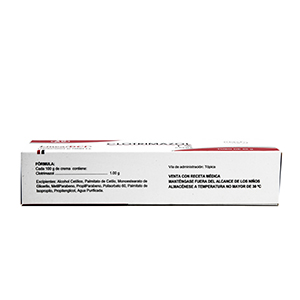 CLOTRIMAZOL
FÓRMULA:
Cada 100 g de crema contiene:
Clotrimazol ........................ 1.00 g
Excipientes: Alcohol Cetílico, Palmitato de Cetilo, Monoestearato de
Glicerilo, MetilParabeno, PropilParabeno, Polisorbato 60, Palmitato de
Isopropilo, Propilenglicol, Agua Purificada.
Vía de administración: Tópica
VENTA CON RECETA MÉDICA
MANTÉNGASE FUERA DEL ALCANCE DE LOS NIÑOS
ALMACÉNESE A TEMPERATURA NO MAYOR DE 30 ºC